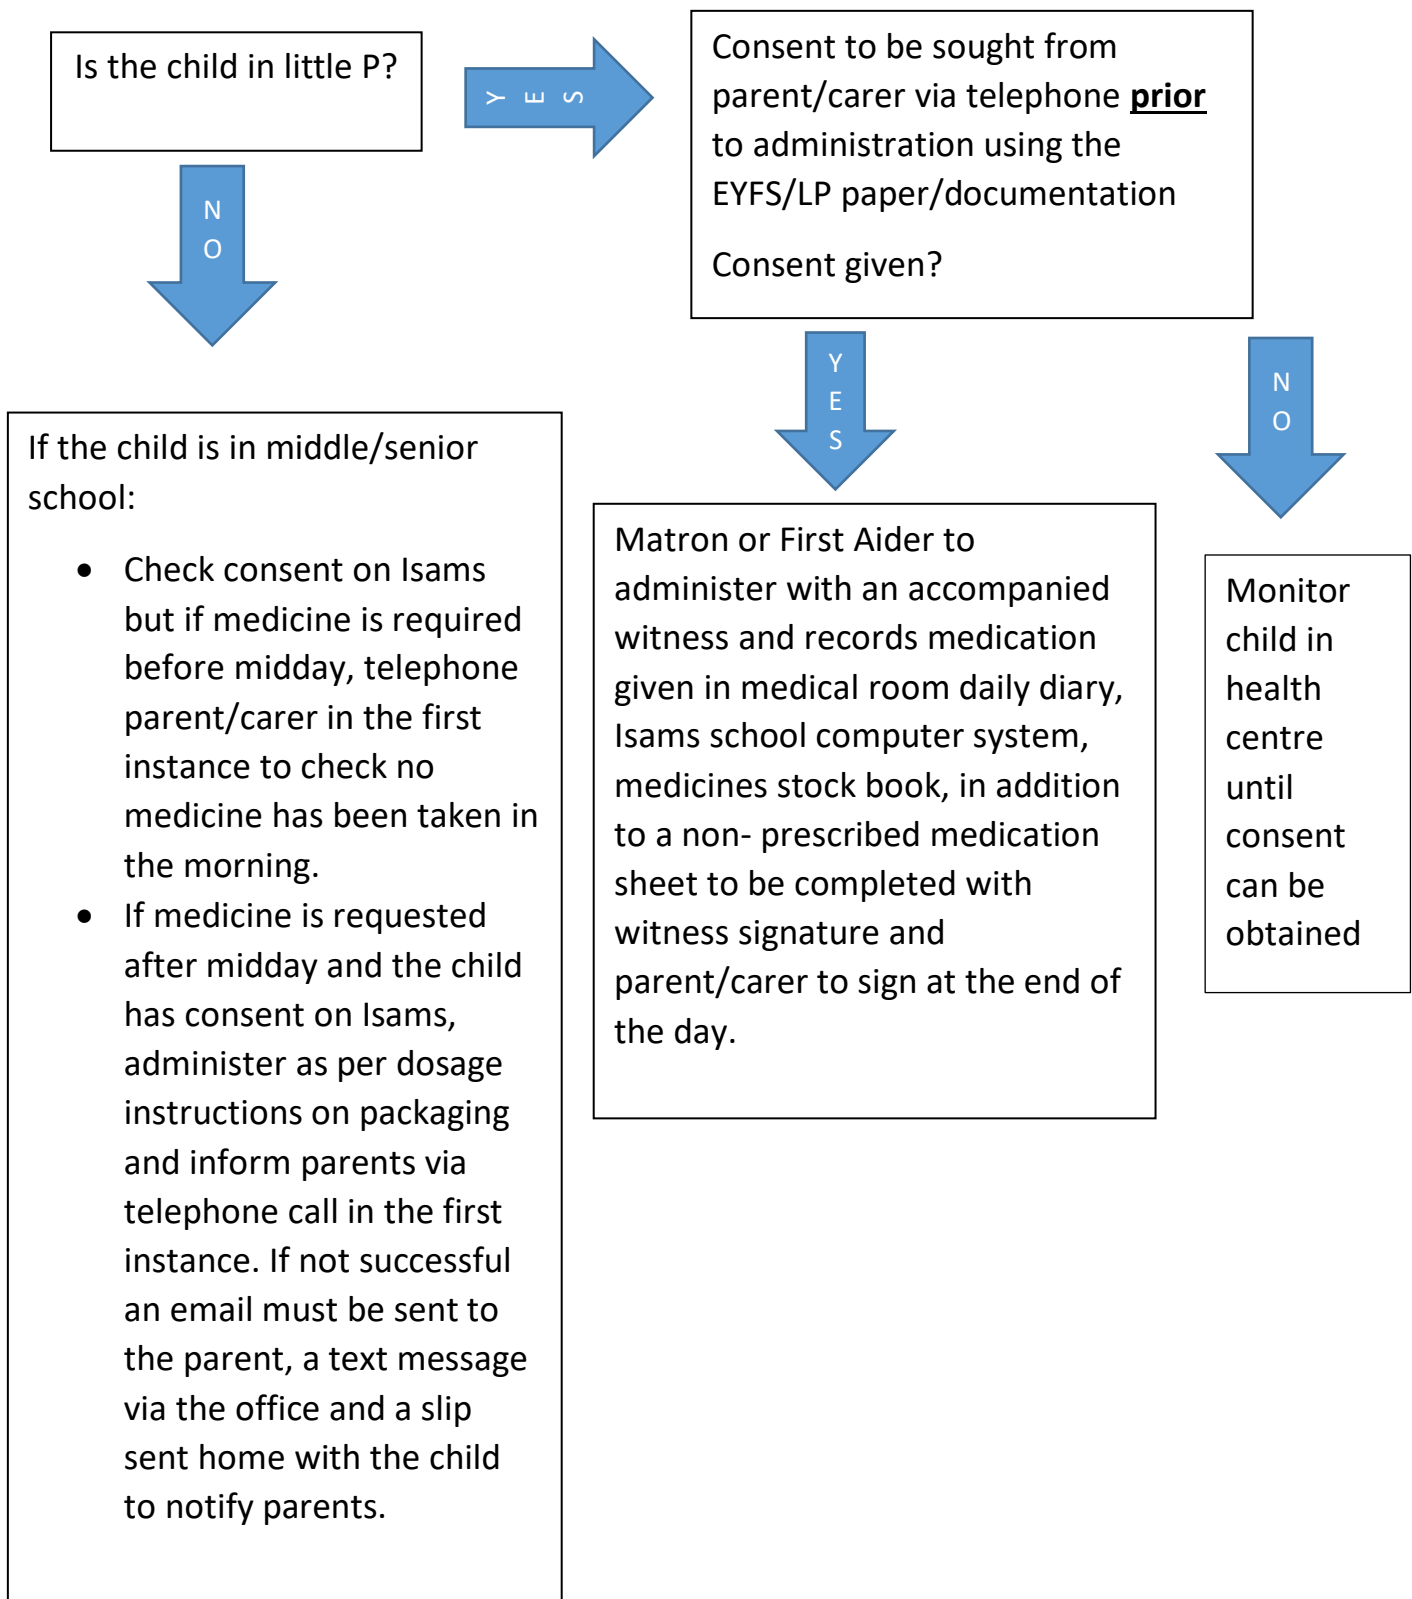 Is the child in little P?
Y E S
Consent to be sought from
parent/carer via telephone prior
to administration using the
EYFS/LP paper/documentation
Consent given?
N
O
Y
E
S
N
O
If the child is in middle/senior
school:
• Check consent on Isams
but if medicine is required
before midday, telephone
parent/carer in the first
instance to check no
medicine has been taken in
the morning.
• If medicine is requested
after midday and the child
has consent on Isams,
administer as per dosage
instructions on packaging
and inform parents via
telephone call in the first
instance. If not successful
an email must be sent to
the parent, a text message
via the office and a slip
sent home with the child
to notify parents.
Matron or First Aider to
administer with an accompanied
witness and records medication
given in medical room daily diary,
Isams school computer system,
medicines stock book, in addition
to a non- prescribed medication
sheet to be completed with
witness signature and
parent/carer to sign at the end of
the day.
Monitor
child in
health
centre
until
consent
can be
obtained